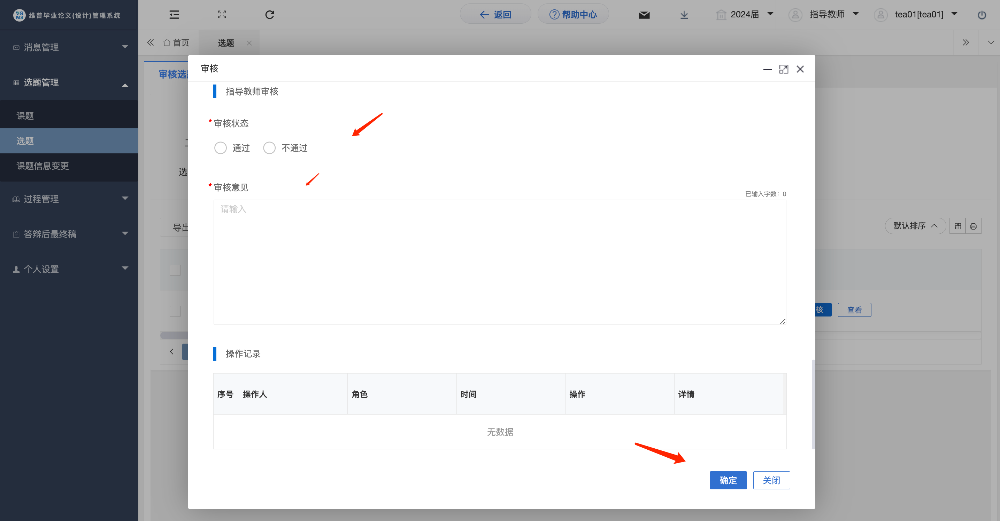 VG MS 维普毕业论文(设计)管理系统
返回
帮助中心
2024届
指导教师
tea01[tea01]
消息管理
选题管理
课题
选题
课题信息变更
过程管理
答辩后最终稿
个人设置
首页
选题
审核选
选
导出
默认排序
核
查看
审核
指导教师审核
*审核状态
通过 不通过
*审核意见
已输入字数：0
请输入
操作记录
序号 操作人 角色 时间 操作 详情
无数据
确定 关闭